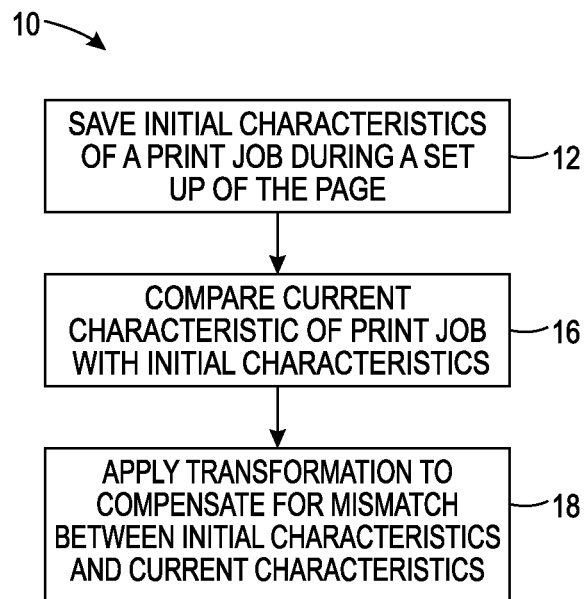 10
SAVE INITIAL CHARACTERISTICS
OF A PRINT JOB DURING A SET
UP OF THE PAGE
12
COMPARE CURRENT
CHARACTERISTIC OF PRINT JOB
WITH INITIAL CHARACTERISTICS
16
APPLY TRANSFORMATION TO
COMPENSATE FOR MISMATCH
BETWEEN INITIAL CHARACTERISTICS
AND CURRENT CHARACTERISTICS
18